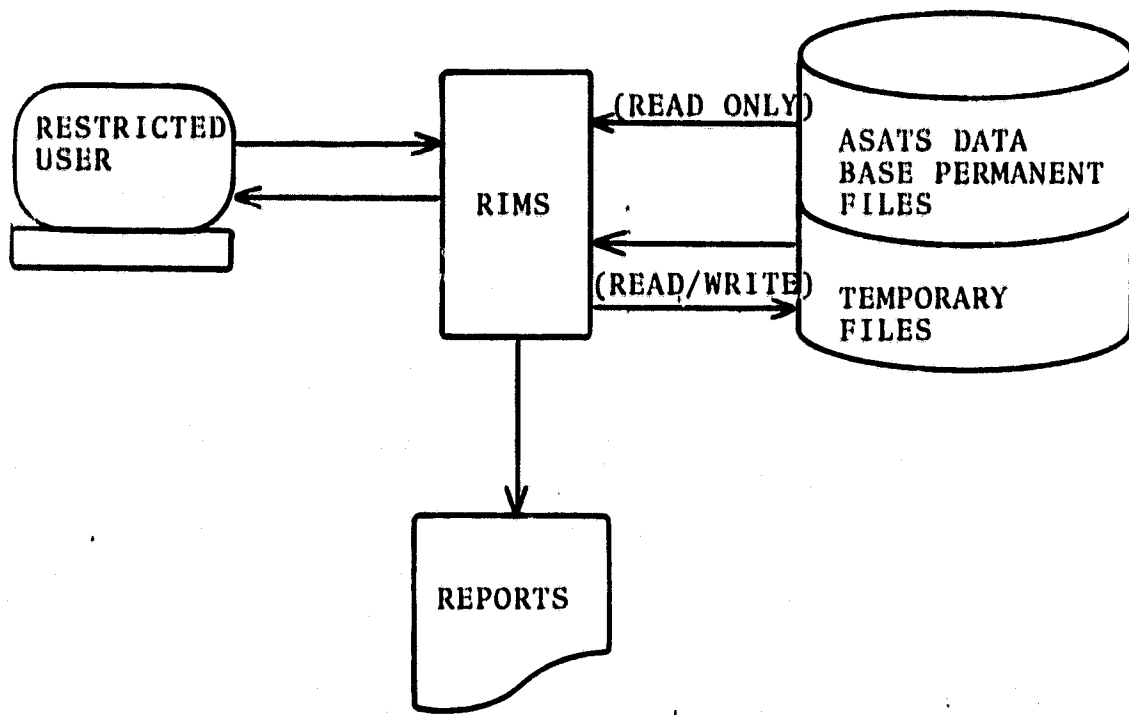 RESTRICTED
USER
RIMS
(READ ONLY)
(READ/WRITE)
ASATS DATA
BASE PERMANENT
FILES
TEMPORARY
FILES
REPORTS